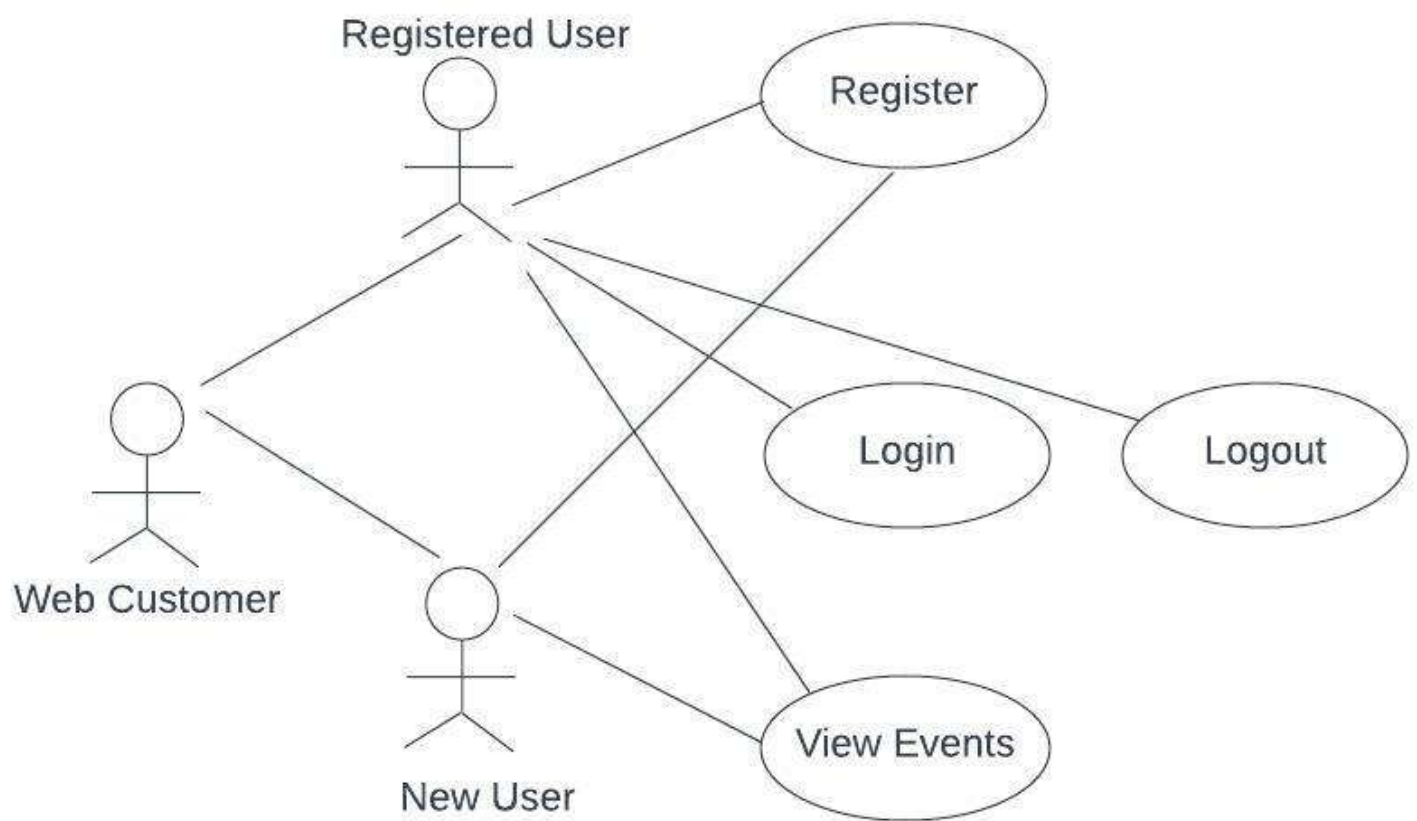 Registered User
Register
Login
Logout
Web Customer
View Events
New User